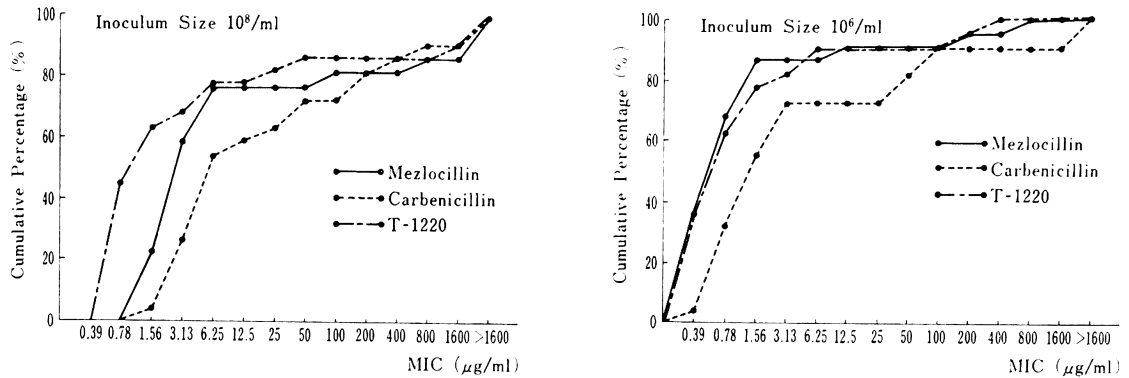 Inoculum Size 10⁸/ml
Cumulative Percentage (%)
100
80
60
40
20
0
Mezlocillin
Carbenicillin
T-1220
0.39 0.78 1.56 3.13 6.25 12.5 25 50 100 200 400 800 1600 >1600
MIC (μg/ml)
Inoculum Size 10⁶/ml
Cumulative Percentage (%)
100
80
60
40
20
0
Mezlocillin
Carbenicillin
T-1220
0.39 0.78 1.56 3.13 6.25 12.5 25 50 100 200 400 800 1600 >1600
MIC (μg/ml)